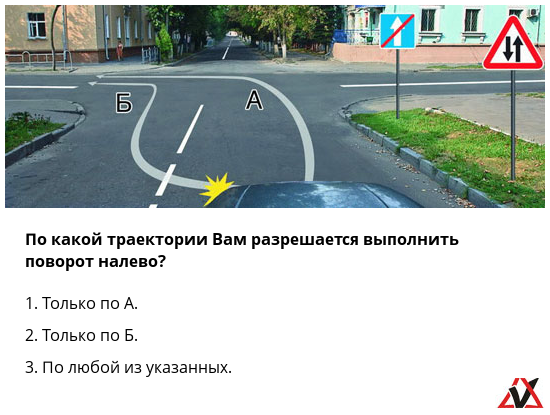 Б
А
По какой траектории Вам разрешается выполнить
поворот налево?
1. Только по А.
2. Только по Б.
3. По любой из указанных.